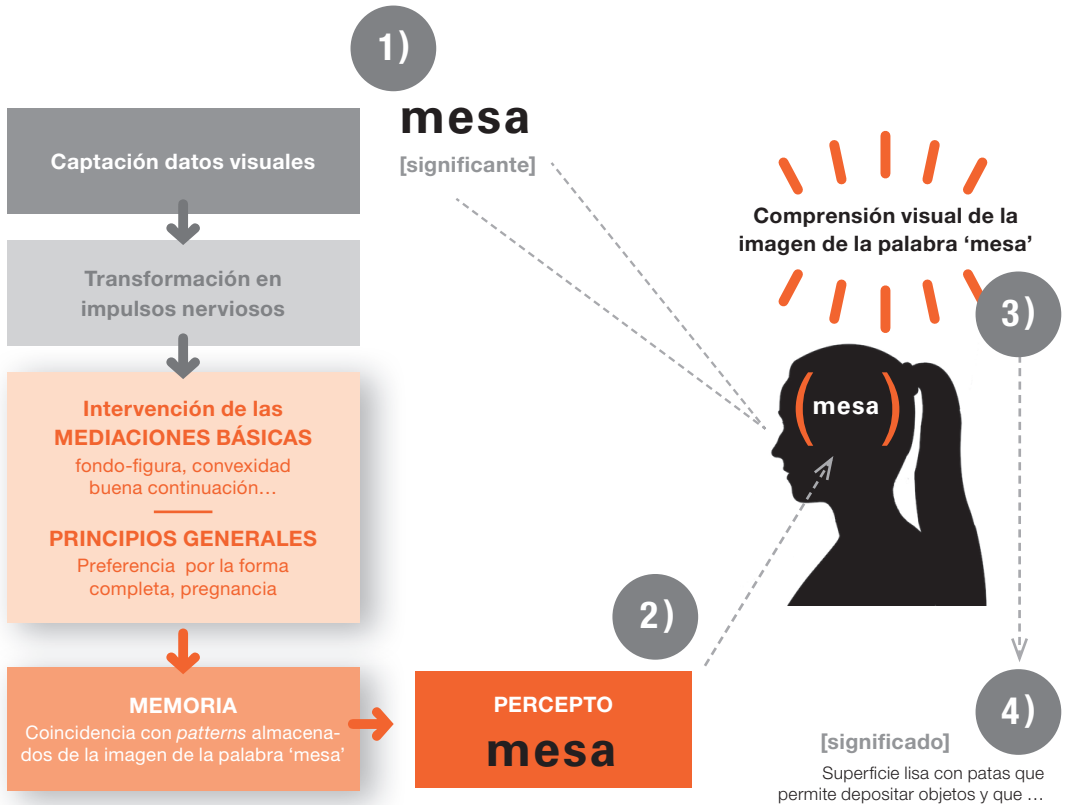 1)
mesa
[significante]
Captación datos visuales
Transformación en
impulsos nerviosos
Intervención de las
MEDIACIONES BÁSICAS
fondo-figura, convexidad
buena continuación…
PRINCIPIOS GENERALES
Preferencia por la forma
completa, pregnancia
MEMORIA
Coincidencia con patterns almacena-
dos de la imagen de la palabra ‘mesa’
2)
PERCEPTO
mesa
Comprensión visual de la
imagen de la palabra ‘mesa’
3)
(mesa)
4)
[significado]
Superficie lisa con patas que
permite depositar objetos y que …